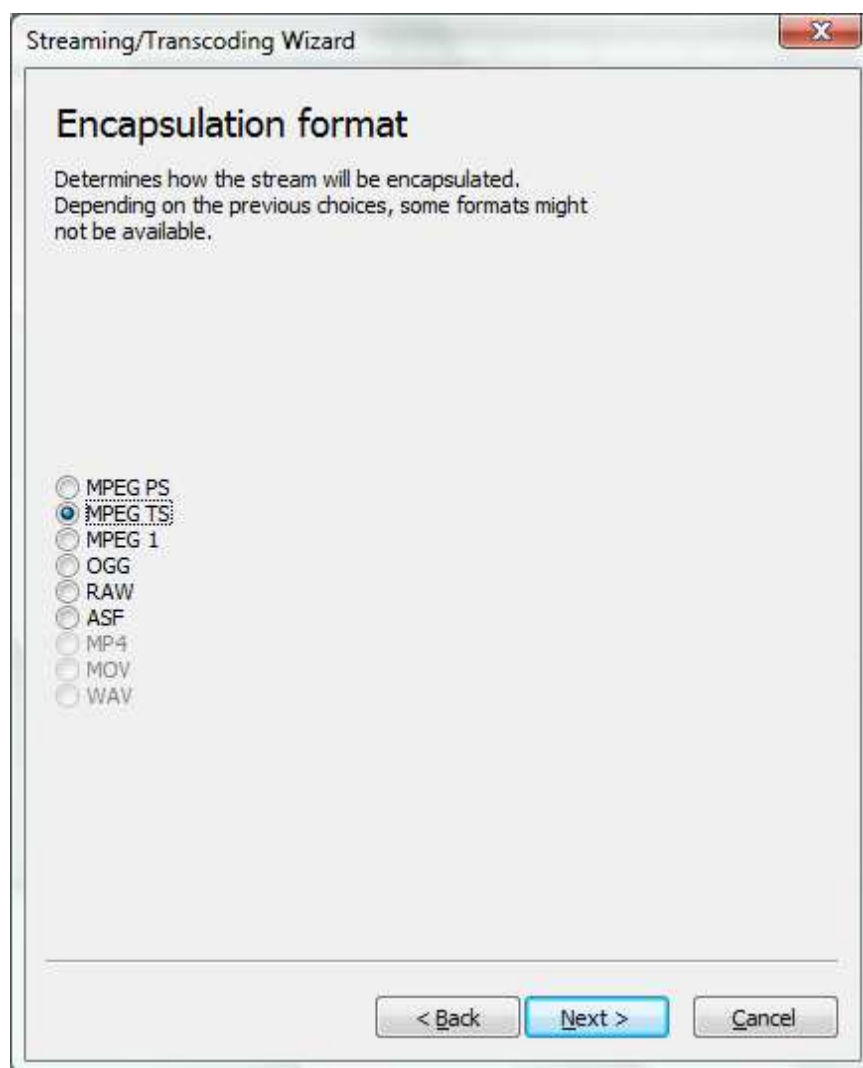 Streaming/Transcoding Wizard
Encapsulation format
Determines how the stream will be encapsulated.
Depending on the previous choices, some formats might
not be available.
MPEG PS
MPEG TS
MPEG 1
OGG
RAW
ASF
MP4
MOV
WAV
< Back Next > Cancel